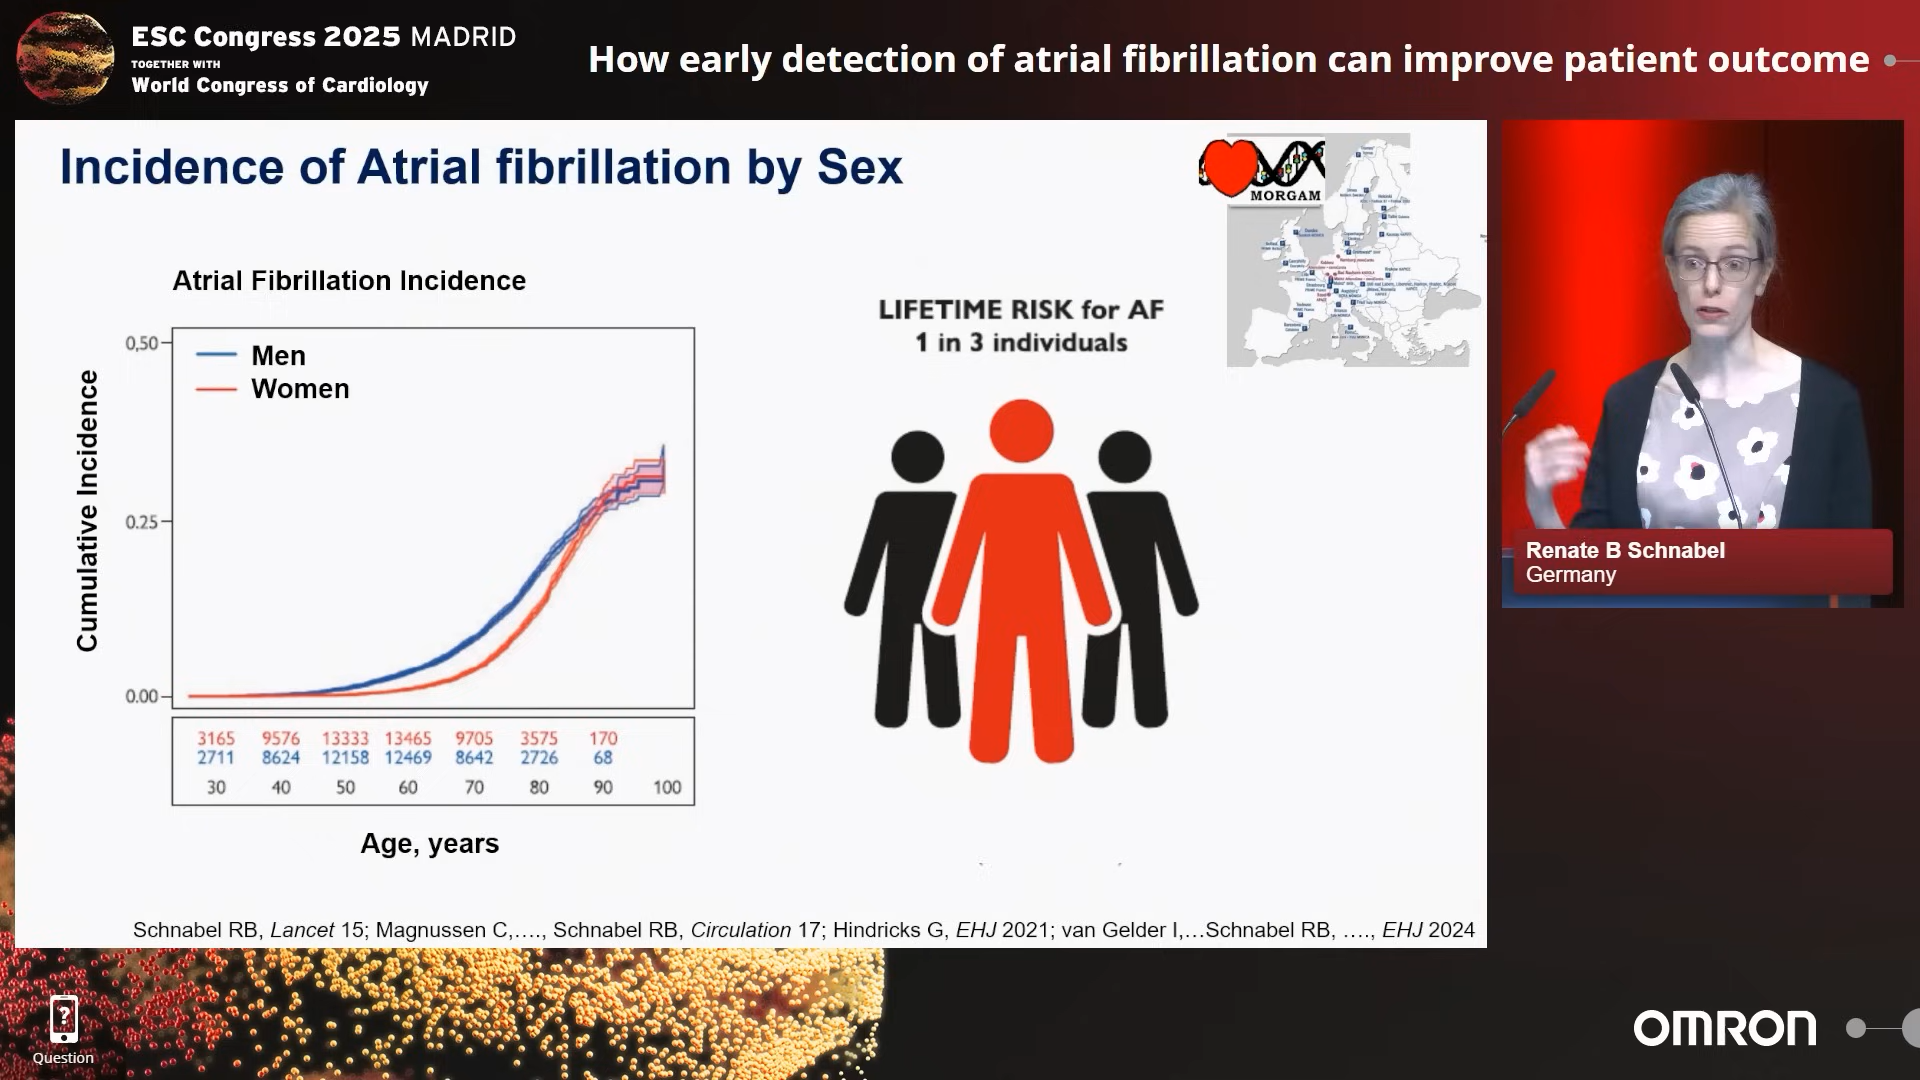 ESC Congress 2025 MADRID
TOGETHER WITH
World Congress of Cardiology
How early detection of atrial fibrillation can improve patient outcome
Incidence of Atrial fibrillation by Sex
MORGAM
Atrial Fibrillation Incidence
Cumulative Incidence
0,50
0.25
0.00
Men
Women
3165 9576 13333 13465 9705 3575 170
2711 8624 12158 12469 8642 2726 68
30 40 50 60 70 80 90 100
Age, years
LIFETIME RISK for AF
1 in 3 individuals
Schnabel RB, Lancet 15; Magnussen C,…., Schnabel RB, Circulation 17; Hindricks G, EHJ 2021; van Gelder I,…Schnabel RB, …., EHJ 2024
Renate B Schnabel
Germany
?
Question
OMRON